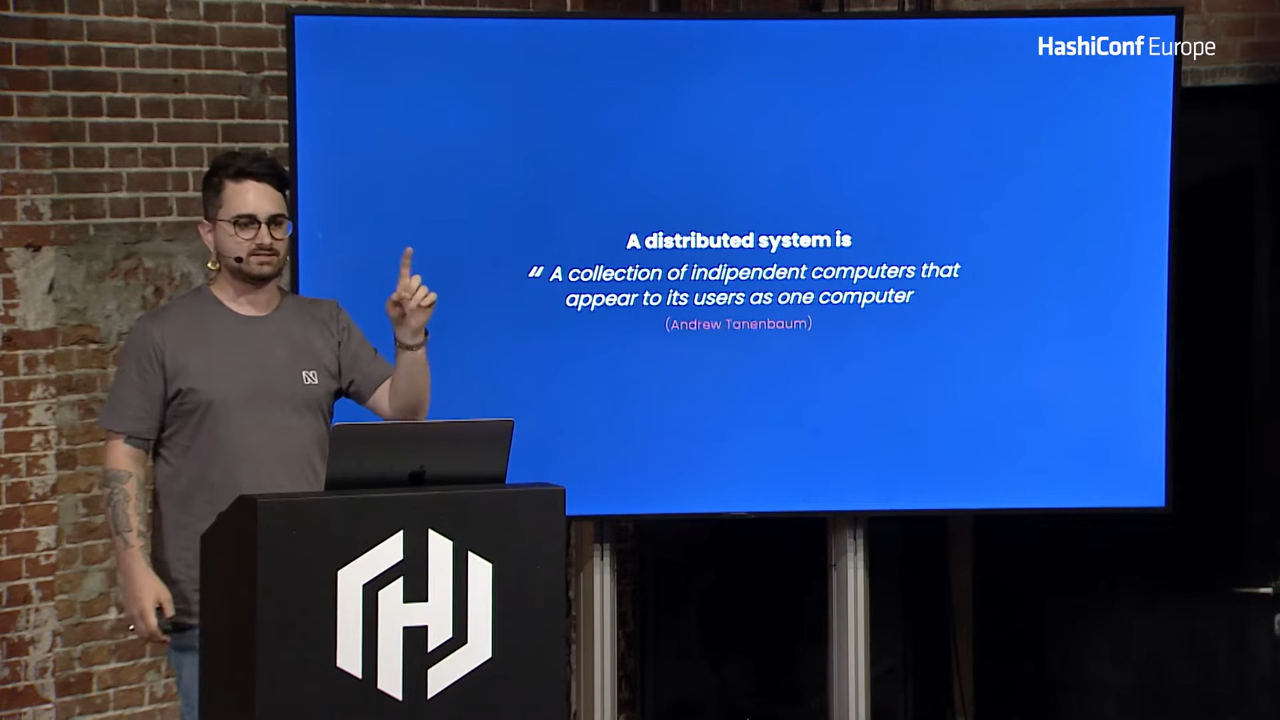 HashiConf Europe
A distributed system is
“ A collection of indipendent computers that
appear to its users as one computer
(Andrew Tanenbaum)
N